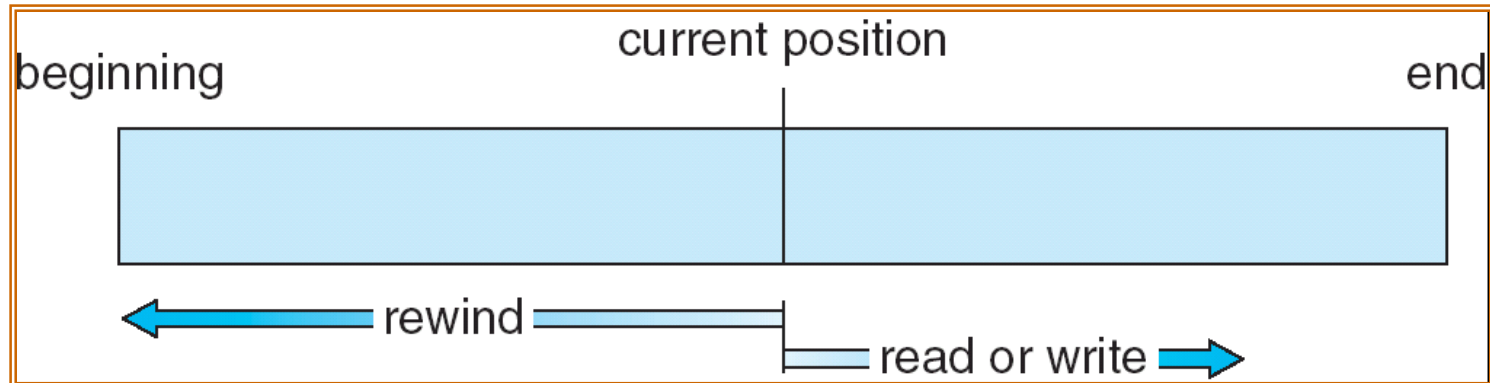 current position
beginning
end
rewind
read or write